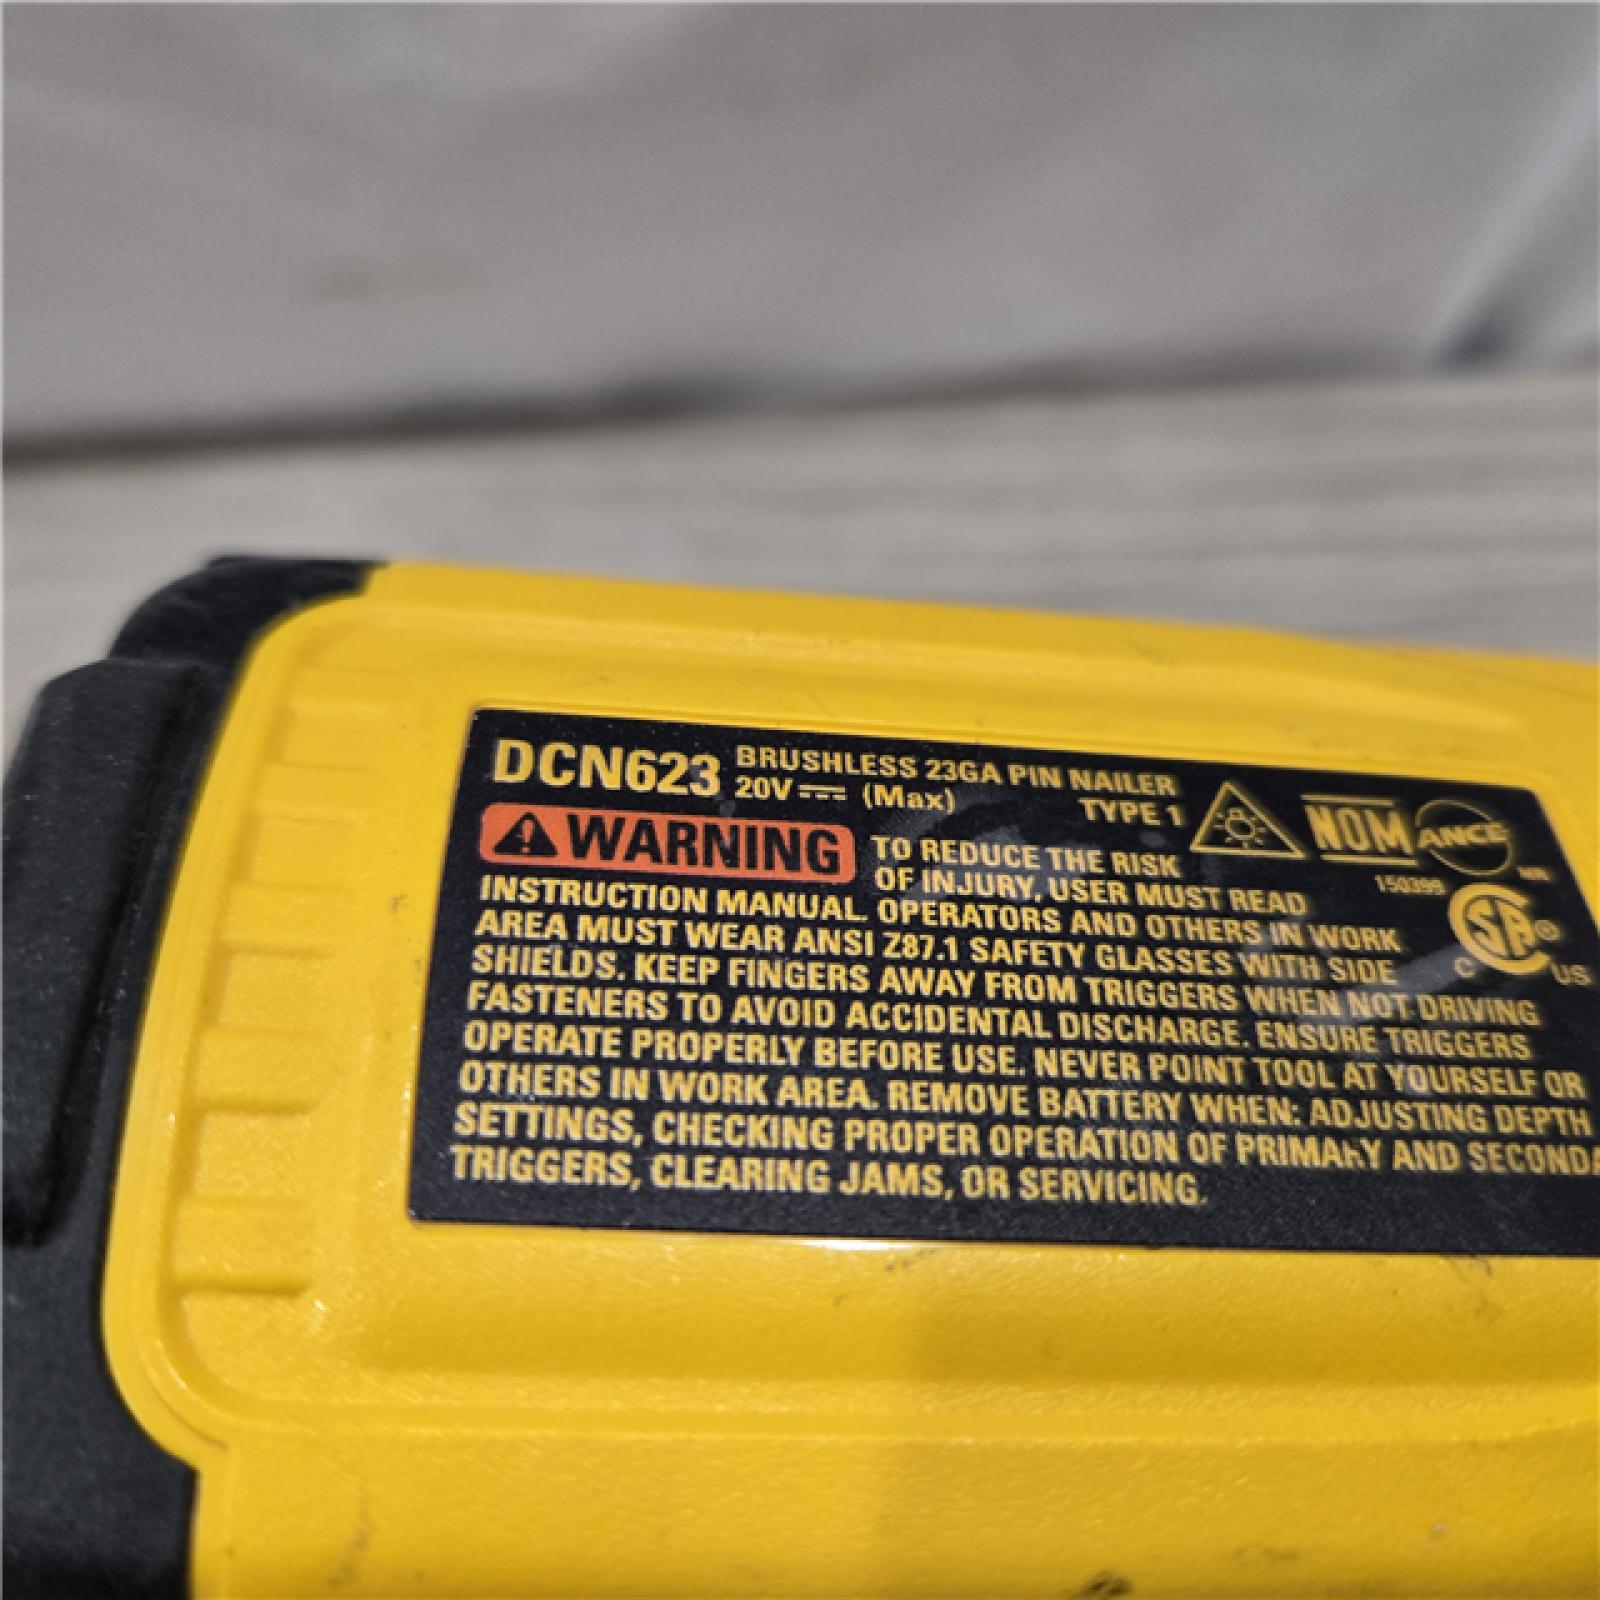 DCN623 BRUSHLESS 23GA PIN NAILER
20V (Max) TYPE 1
NOM ANCE
150399
WARNING TO REDUCE THE RISK
OF INJURY, USER MUST READ
INSTRUCTION MANUAL. OPERATORS AND OTHERS IN WORK
AREA MUST WEAR ANSI Z87.1 SAFETY GLASSES WITH SIDE
SHIELDS. KEEP FINGERS AWAY FROM TRIGGERS WHEN NOT DRIVING
FASTENERS TO AVOID ACCIDENTAL DISCHARGE. ENSURE TRIGGERS
OPERATE PROPERLY BEFORE USE. NEVER POINT TOOL AT YOURSELF OR
OTHERS IN WORK AREA. REMOVE BATTERY WHEN: ADJUSTING DEPTH
SETTINGS, CHECKING PROPER OPERATION OF PRIMARY AND SECONDA
TRIGGERS, CLEARING JAMS, OR SERVICING.
C SA ® US